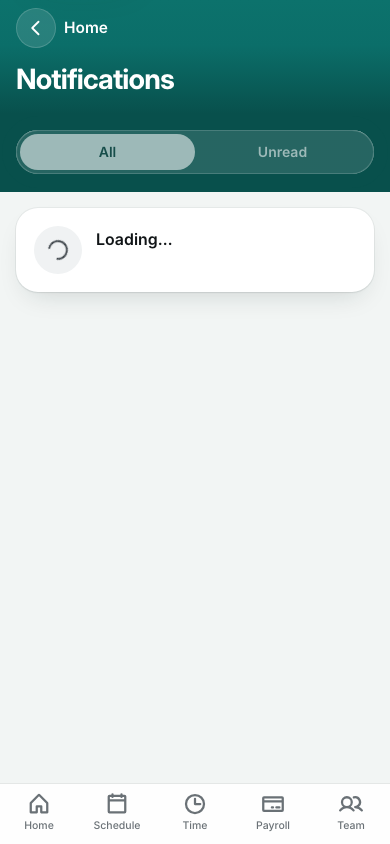 Home
Notifications
All
Unread
Loading...
Home
Schedule
Time
Payroll
Team